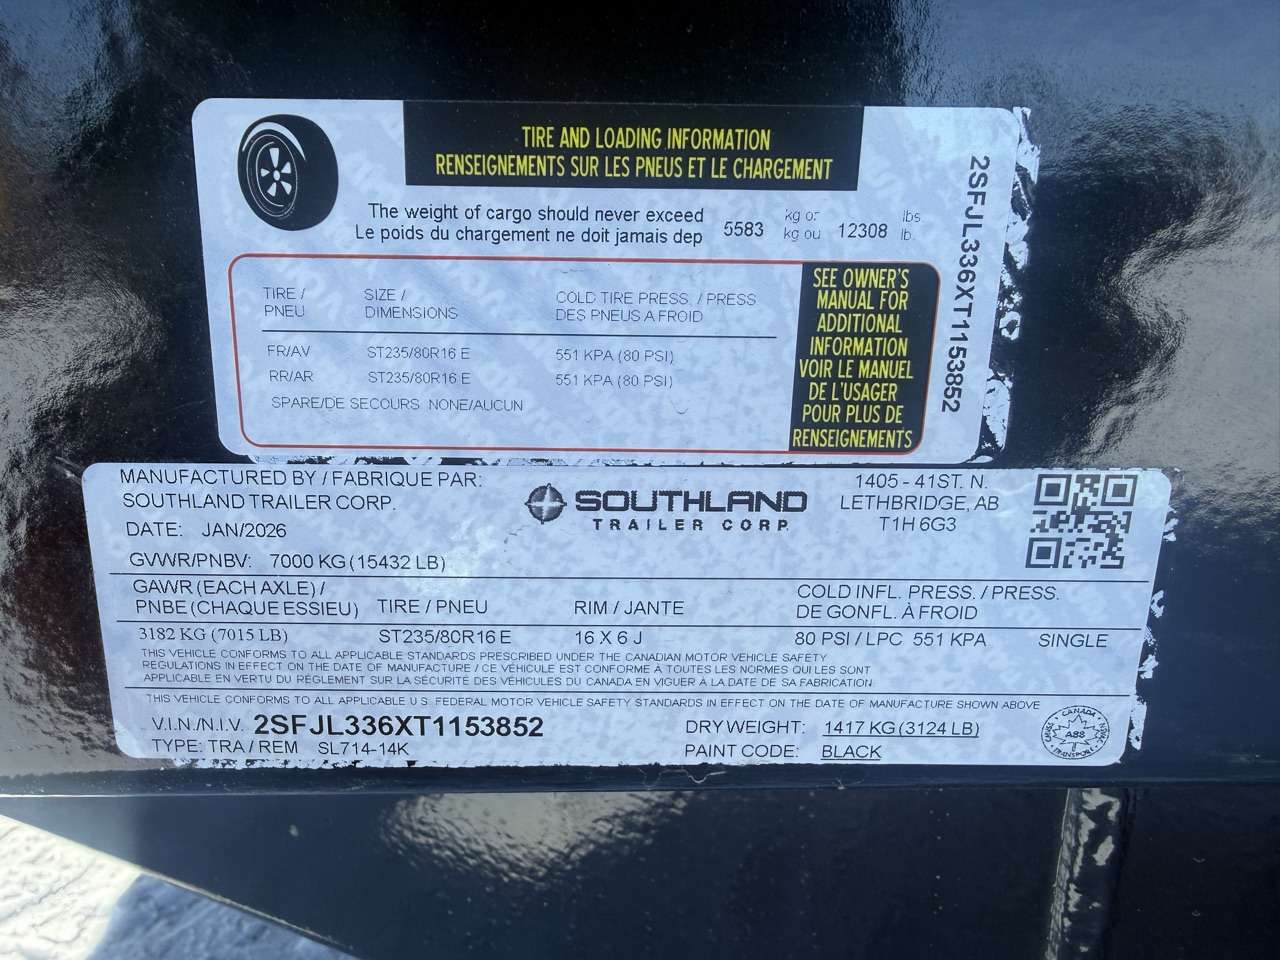 TIRE AND LOADING INFORMATION
RENSEIGNEMENTS SUR LES PNEUS ET LE CHARGEMENT
The weight of cargo should never exceed 5583 kg or 12308 lbs.
Le poids du chargement ne doit jamais dep kg ou lb.
TIRE / PNEU
SIZE / DIMENSIONS
COLD TIRE PRESS. / PRESS DES PNEUS A FROID
FR/AV ST235/80R16 E 551 KPA (80 PSI)
RR/AR ST235/80R16 E 551 KPA (80 PSI)
SPARE/DE SECOURS NONE/AUCUN
SEE OWNER'S
MANUAL FOR
ADDITIONAL
INFORMATION
VOIR LE MANUEL
DE L'USAGER
POUR PLUS DE
RENSEIGNEMENTS
2SFJL336XT1153852
MANUFACTURED BY / FABRIQUE PAR:
SOUTHLAND TRAILER CORP.
DATE: JAN/2026
GVWR/PNBV: 7000 KG (15432 LB)
SOUTHLAND
TRAILER CORP.
1405 - 41ST. N.
LETHBRIDGE, AB
T1H 6G3
GAWR (EACH AXLE) /
PNBE (CHAQUE ESSIEU) TIRE / PNEU RIM / JANTE
COLD INFL. PRESS. / PRESS.
DE GONFL. À FROID
3182 KG (7015 LB) ST235/80R16 E 16 X 6 J 80 PSI / LPC 551 KPA SINGLE
THIS VEHICLE CONFORMS TO ALL APPLICABLE STANDARDS PRESCRIBED UNDER THE CANADIAN MOTOR VEHICLE SAFETY
REGULATIONS IN EFFECT ON THE DATE OF MANUFACTURE / CE VÉHICULE EST CONFORME À TOUTES LES NORMES QUI LES SONT
APPLICABLE EN VERTU DU RÉGLEMENT SUR LA SÉCURITÉ DES VÉHICULES DU CANADA EN VIGUER À LA DATE DE SA FABRICATION
THIS VEHICLE CONFORMS TO ALL APPLICABLE U.S. FEDERAL MOTOR VEHICLE SAFETY STANDARDS IN EFFECT ON THE DATE OF MANUFACTURE SHOWN ABOVE
V.I.N./N.I.V. 2SFJL336XT1153852 DRY WEIGHT: 1417 KG (3124 LB)
TYPE: TRA / REM SL714-14K PAINT CODE: BLACK
CANADA
A88
TRANSPORT